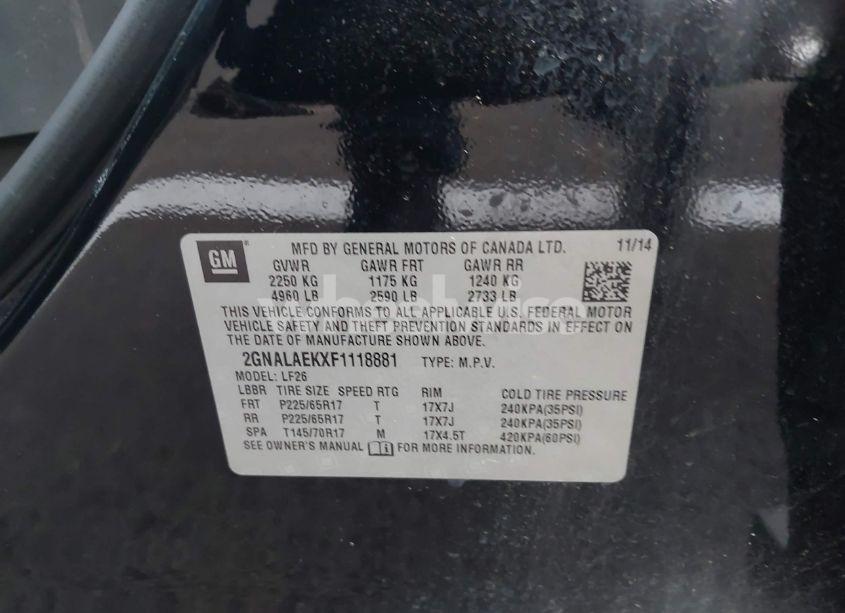 GM ® MFD BY GENERAL MOTORS OF CANADA LTD. 11/14
GVWR GAWR FRT GAWR RR
2250 KG 1175 KG 1240 KG
4960 LB 2590 LB 2733 LB
THIS VEHICLE CONFORMS TO ALL APPLICABLE U.S. FEDERAL MOTOR
VEHICLE SAFETY AND THEFT PREVENTION STANDARDS IN EFFECT ON
THE DATE OF MANUFACTURE SHOWN ABOVE.
2GNALAEKXF1118881 TYPE: M.P.V.
MODEL: LF26
LBBR TIRE SIZE SPEED RTG RIM COLD TIRE PRESSURE
FRT P225/65R17 T 17X7J 240KPA(35PSI)
RR P225/65R17 T 17X7J 240KPA(35PSI)
SPA T145/70R17 M 17X4.5T 420KPA(60PSI)
SEE OWNER'S MANUAL FOR MORE INFORMATION.